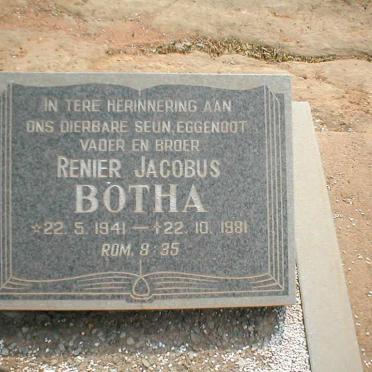 IN TERE HERINNERING AAN
ONS DIERBARE SEUN, EGGENOOT
VADER EN BROER
RENIER JACOBUS
BOTHA
☆22. 5. 1941 — ✝22. 10. 1981
ROM. 8:35